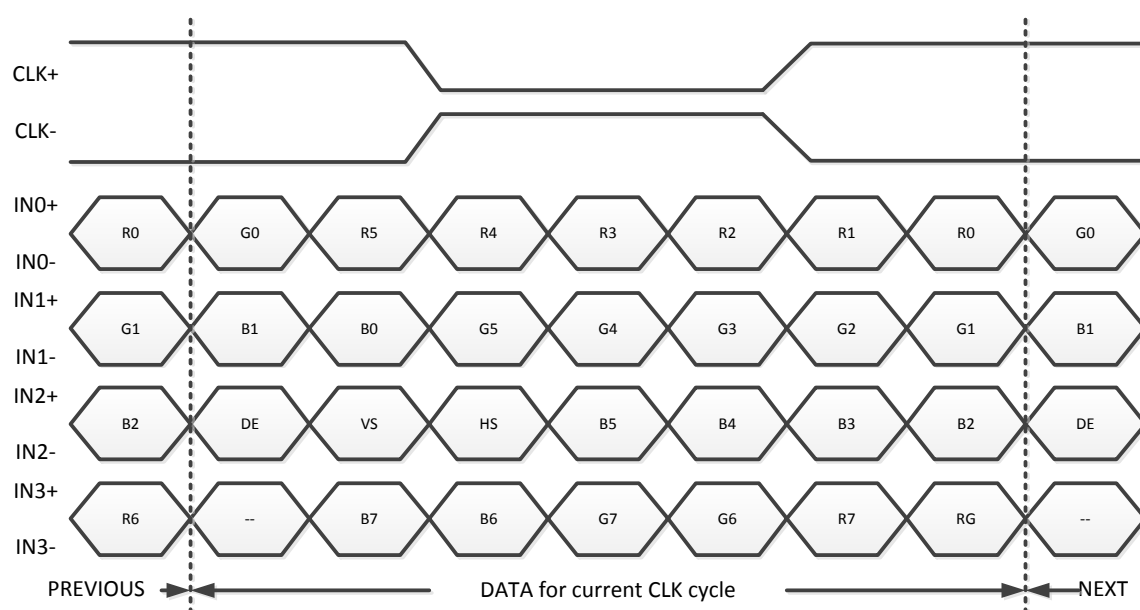 CLK+
CLK-
IN0+
R0 G0 R5 R4 R3 R2 R1 R0 G0
IN0-
IN1+
G1 B1 B0 G5 G4 G3 G2 G1 B1
IN1-
IN2+
B2 DE VS HS B5 B4 B3 B2 DE
IN2-
IN3+
R6 -- B7 B6 G7 G6 R7 RG --
IN3-
PREVIOUS DATA for current CLK cycle NEXT